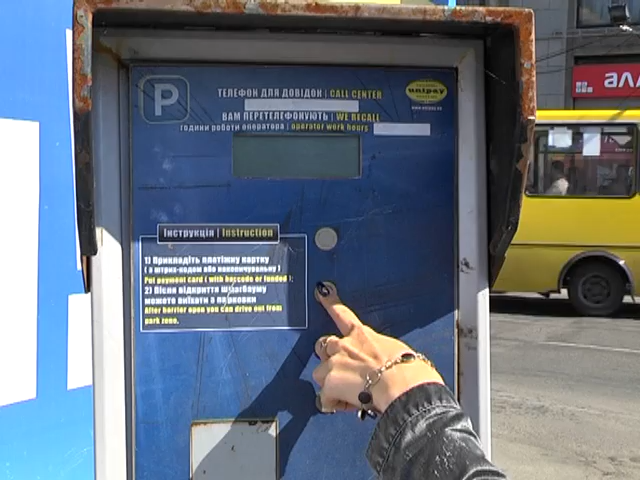 P
ТЕЛЕФОН ДЛЯ ДОВІДОК | CALL CENTER
unipay
ВАМ ПЕРЕТЕЛЕФОНУЮТЬ | WE RECALL
години роботи оператора | operator work hours
Інструкція | Instruction
1) Прикладіть платіжну картку
( з штрих-кодом або накопичувальну )
Put payment card ( with barcode or funded );
2) Після відкриття шлагбауму
можете виїхати з парковки
After barrier open you can drive out from
park zone.